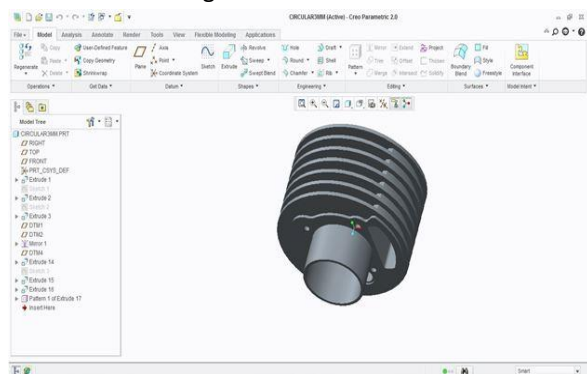 CIRCULAR3MM (Active) - Creo Parametric 2.0
File Model Analysis Annotate Render Tools View Flexible Modeling Applications
Regenerate Copy Paste Delete User-Defined Feature Copy Geometry Shrinkwrap Plane Axis Point Coordinate System Sketch Extrude Revolve Sweep Swept Blend Hole Round Chamfer Draft Shell Rib Pattern Mirror Trim Merge Extend Offset Intersect Project Thicken Solidify Boundary Blend Fill Style Freestyle Component Interface
Operations Get Data Datum Shapes Engineering Editing Surfaces Model Intent
Model Tree
CIRCULAR3MM.PRT
RIGHT
TOP
FRONT
PRT_CSYS_DEF
Extrude 1
Sketch 1
Extrude 2
Sketch 2
Extrude 3
DTM1
DTM2
Mirror 1
DTM4
Extrude 14
Extrude 15
Extrude 16
Pattern 1 of Extrude 17
Insert Here
Smart